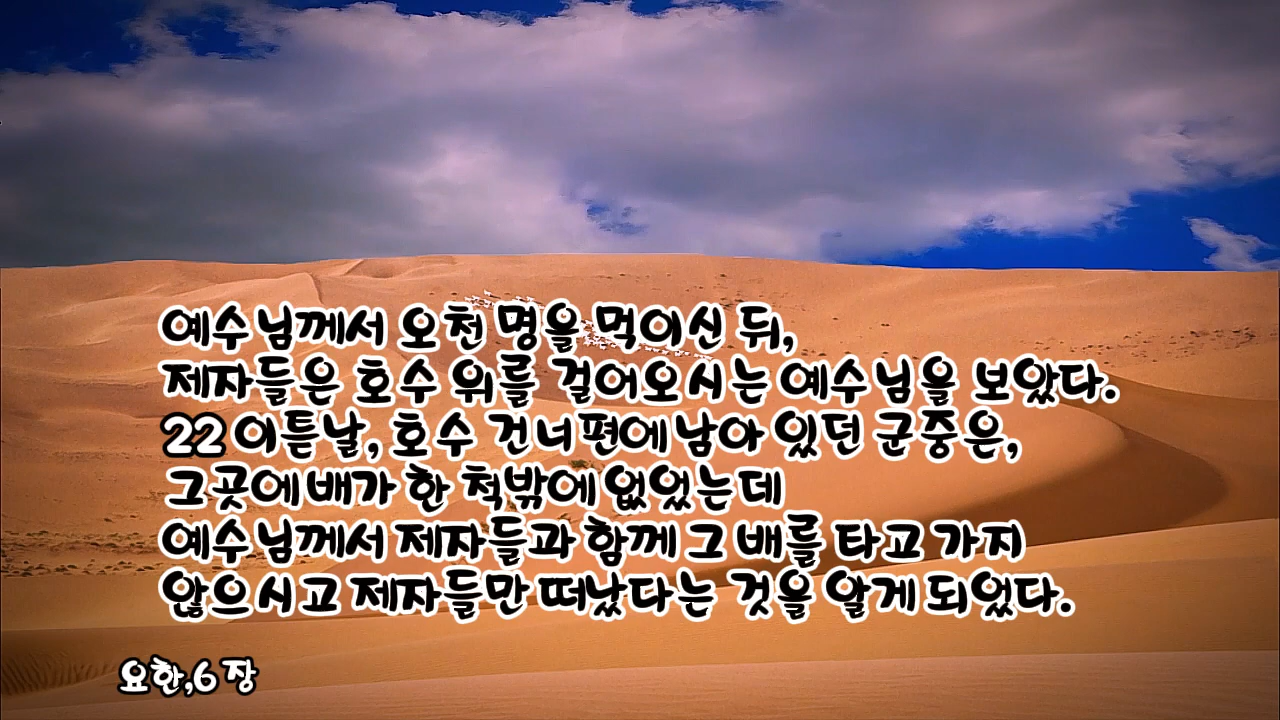 예수님께서 오천 명을 먹이신 뒤,
제자들은 호수 위를 걸어오시는 예수님을 보았다.
22 이튿날, 호수 건너편에 남아 있던 군중은,
그곳에 배가 한 척밖에 없었는데
예수님께서 제자들과 함께 그 배를 타고 가지
않으시고 제자들만 떠났다는 것을 알게 되었다.
요한,6 장